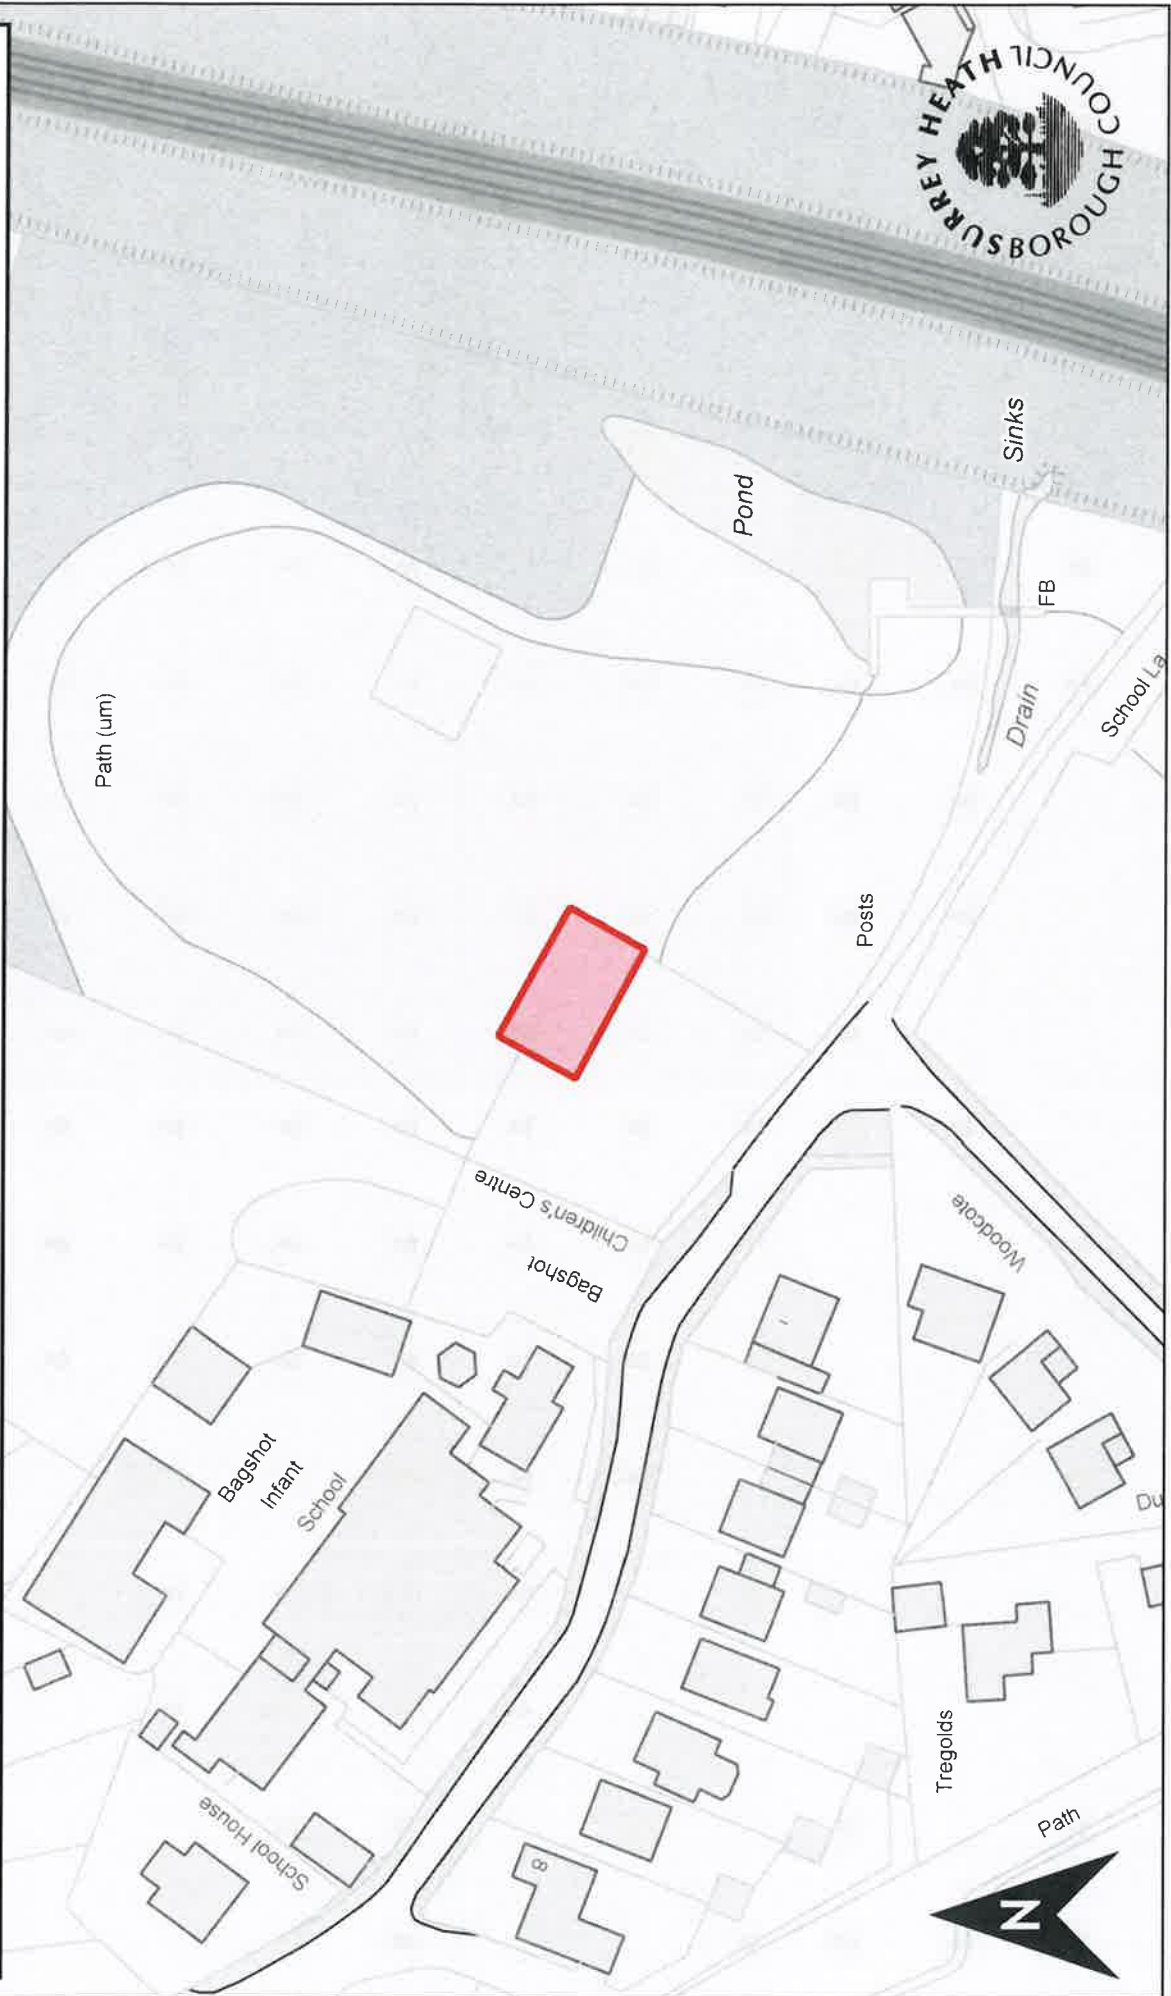 SURREY HEATH
BOROUGH COUNCIL
Sinks
Pond
FB
Drain
School La
Path (um)
Posts
Bagshot
Children's Centre
Woodcote
Bagshot
Infant
School
School House
8
Tregolds
Path
Du
N